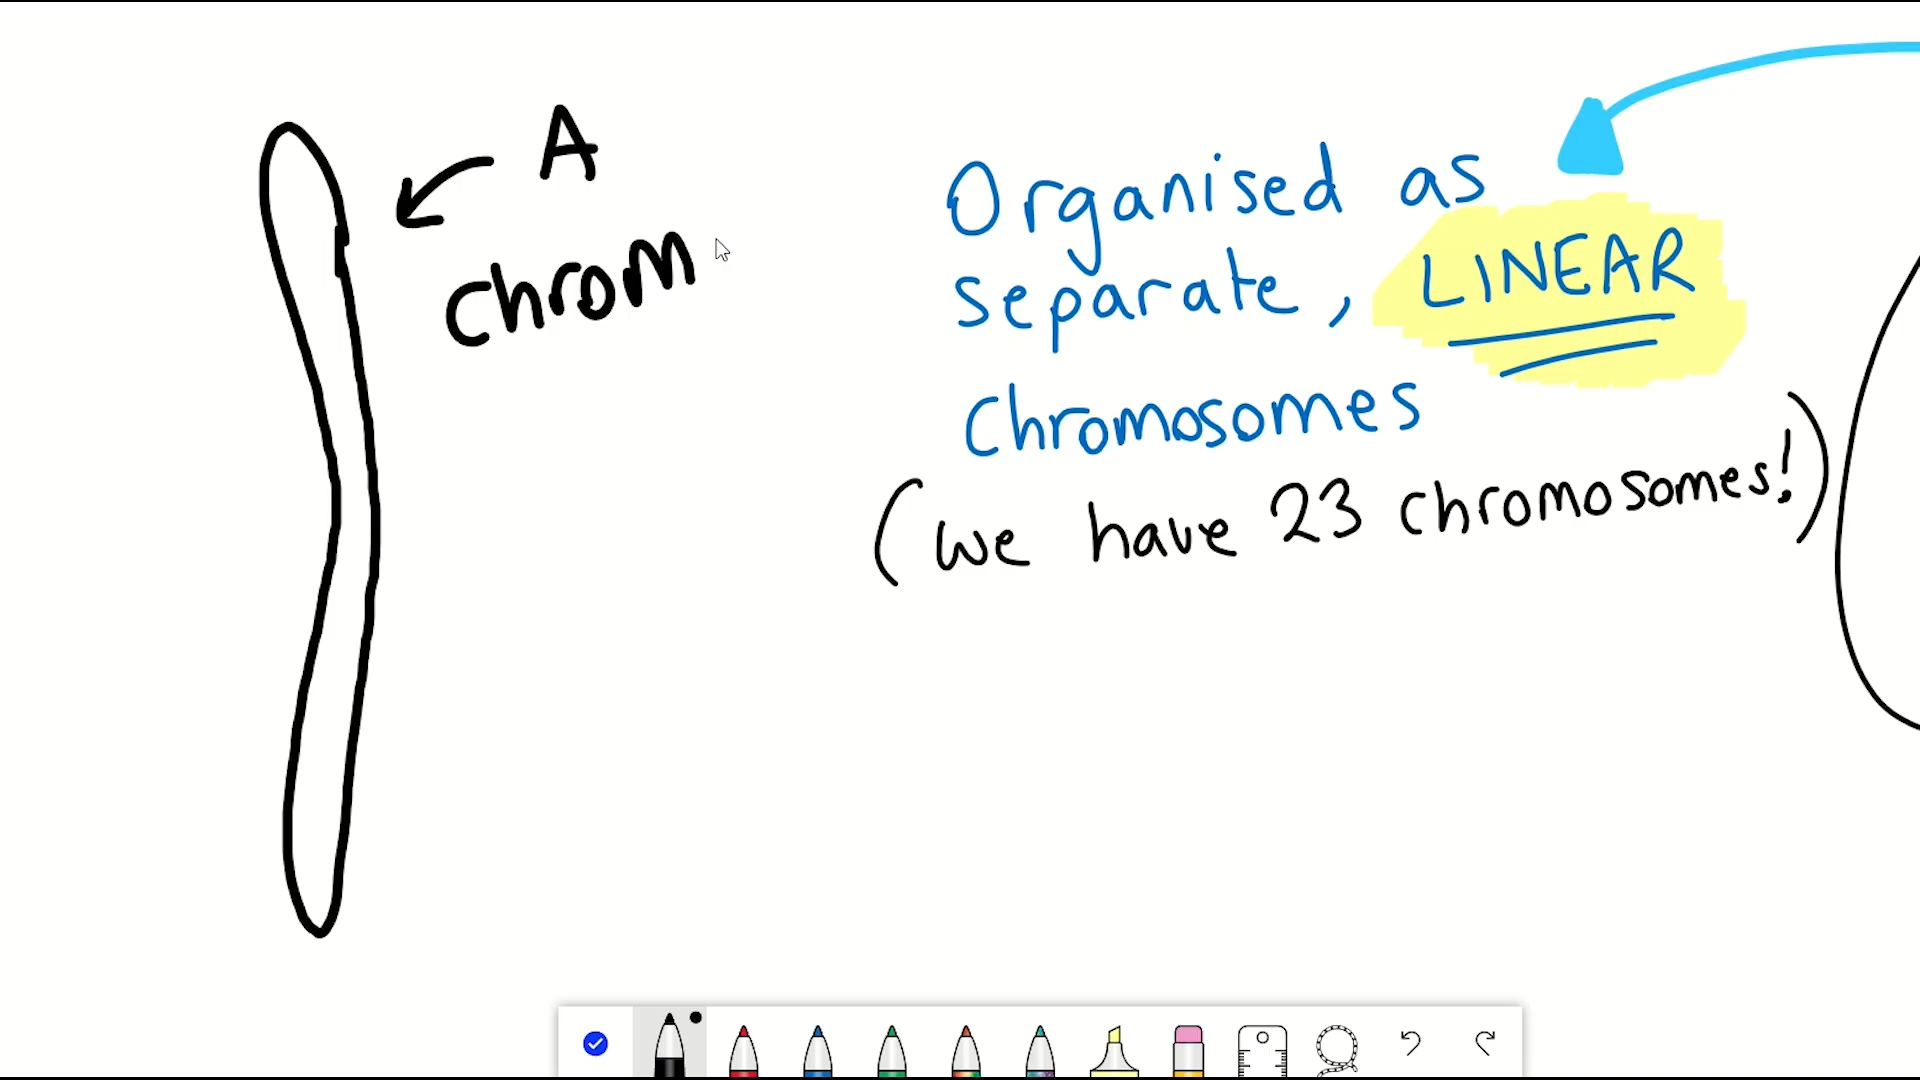 A
chrom
Organised as
separate, LINEAR
chromosomes
(we have 23 chromosomes!)